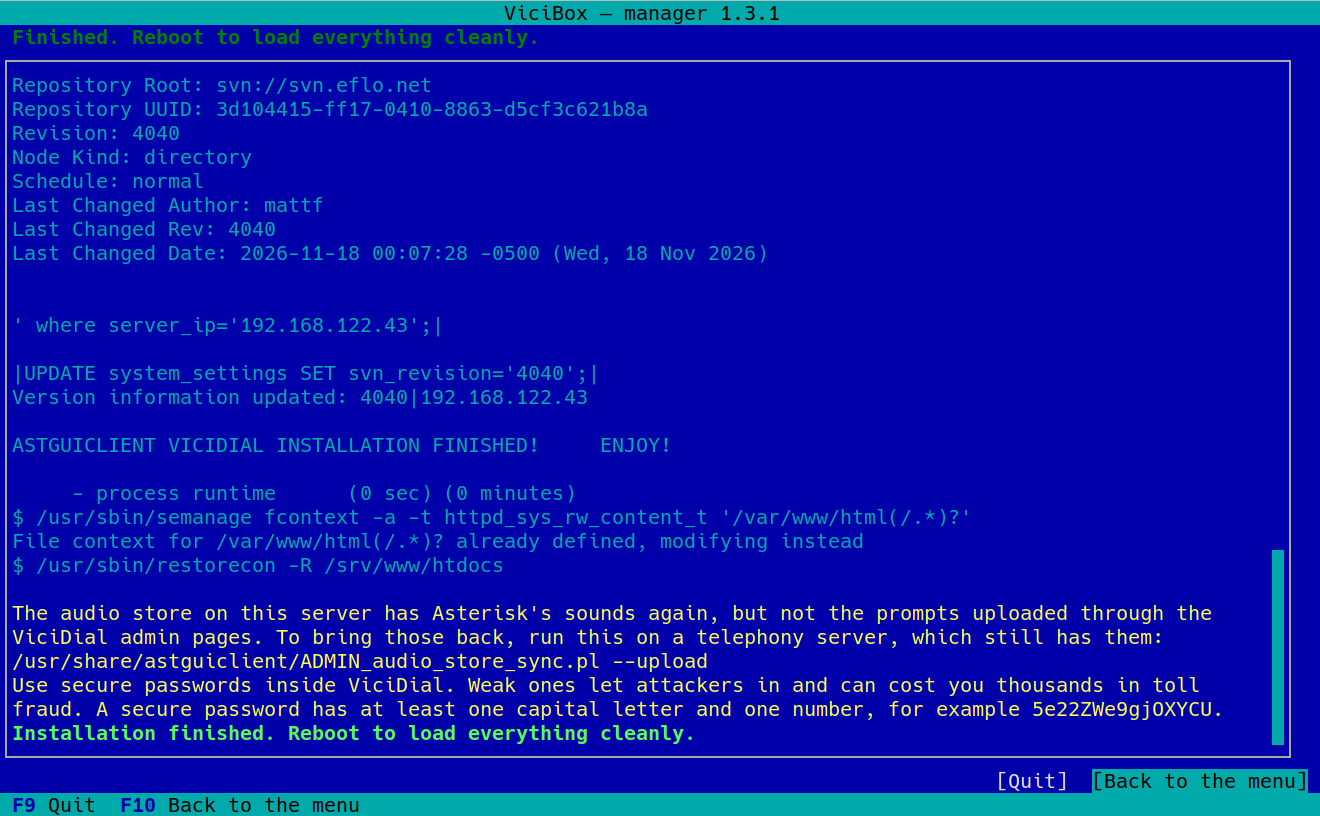 ViciBox — manager 1.3.1
Finished. Reboot to load everything cleanly.
Repository Root: svn://svn.eflo.net
Repository UUID: 3d104415-ff17-0410-8863-d5cf3c621b8a
Revision: 4040
Node Kind: directory
Schedule: normal
Last Changed Author: mattf
Last Changed Rev: 4040
Last Changed Date: 2026-11-18 00:07:28 -0500 (Wed, 18 Nov 2026)
' where server_ip='192.168.122.43';|
|UPDATE system_settings SET svn_revision='4040';|
Version information updated: 4040|192.168.122.43
ASTGUICLIENT VICIDIAL INSTALLATION FINISHED!     ENJOY!
- process runtime      (0 sec) (0 minutes)
$ /usr/sbin/semanage fcontext -a -t httpd_sys_rw_content_t '/var/www/html(/.*)?'
File context for /var/www/html(/.*)? already defined, modifying instead
$ /usr/sbin/restorecon -R /srv/www/htdocs
The audio store on this server has Asterisk's sounds again, but not the prompts uploaded through the
ViciDial admin pages. To bring those back, run this on a telephony server, which still has them:
/usr/share/astguiclient/ADMIN_audio_store_sync.pl --upload
Use secure passwords inside ViciDial. Weak ones let attackers in and can cost you thousands in toll
fraud. A secure password has at least one capital letter and one number, for example 5e22ZWe9gjOXYCU.
Installation finished. Reboot to load everything cleanly.
[Quit]  [Back to the menu]
F9 Quit  F10 Back to the menu